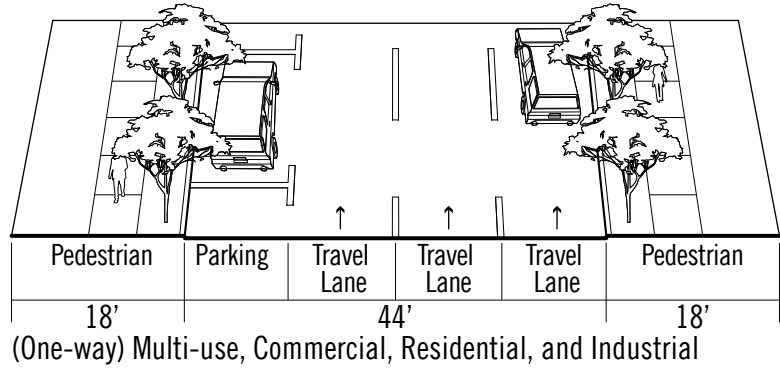 Pedestrian Parking Travel Lane Travel Lane Travel Lane Pedestrian
18’ 44’ 18’
(One-way) Multi-use, Commercial, Residential, and Industrial